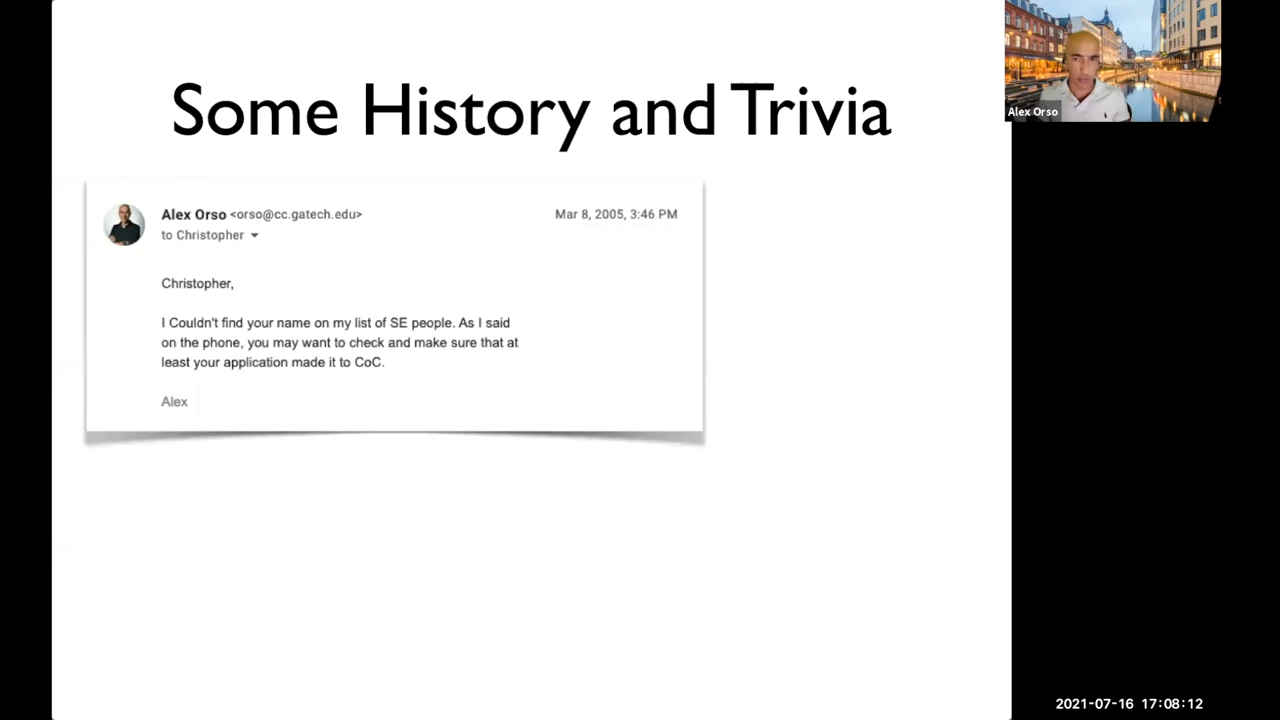 Some History and Trivia
Alex Orso
Alex Orso <orso@cc.gatech.edu>
Mar 8, 2005, 3:46 PM
to Christopher
Christopher,
I Couldn't find your name on my list of SE people. As I said
on the phone, you may want to check and make sure that at
least your application made it to CoC.
Alex
2021-07-16 17:08:12